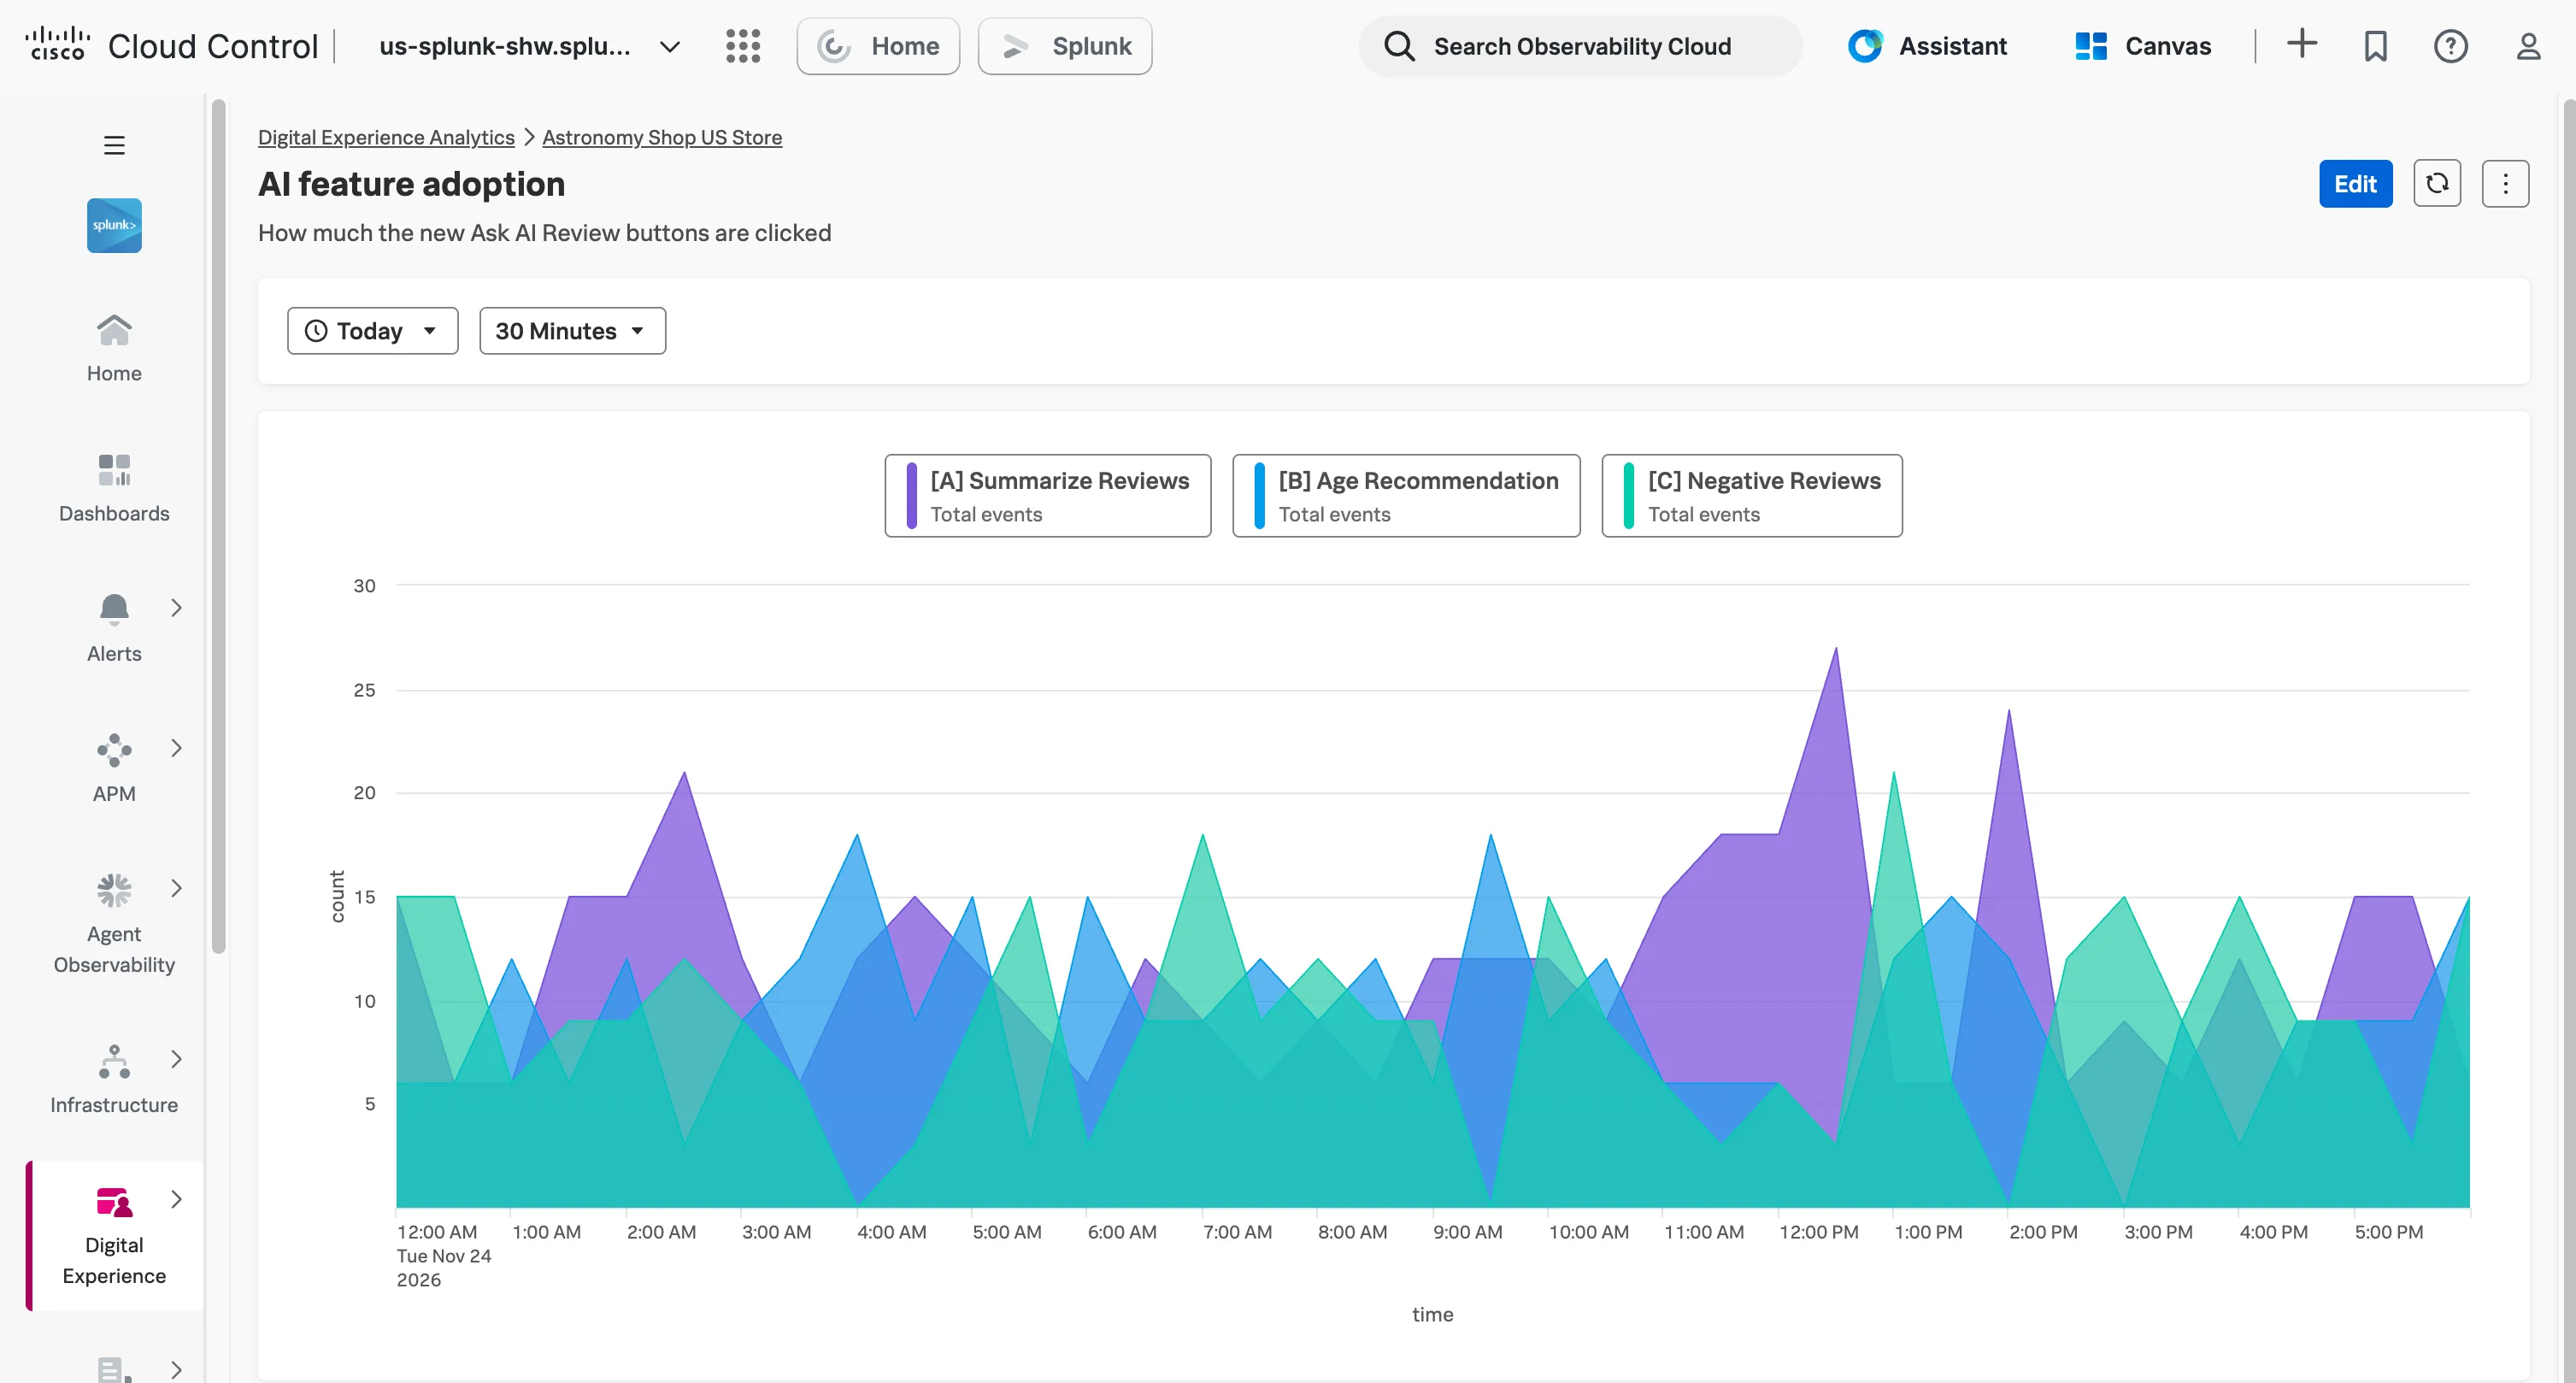 cisco Cloud Control
us-splunk-shw.splu...
Home
Splunk
Search Observability Cloud
Assistant
Canvas
splunk>
Home
Dashboards
Alerts
APM
Agent
Observability
Infrastructure
Digital
Experience
Digital Experience Analytics > Astronomy Shop US Store
AI feature adoption
How much the new Ask AI Review buttons are clicked
Edit
Today
30 Minutes
[A] Summarize Reviews
Total events
[B] Age Recommendation
Total events
[C] Negative Reviews
Total events
30
25
20
15
10
5
count
12:00 AM 1:00 AM 2:00 AM 3:00 AM 4:00 AM 5:00 AM 6:00 AM 7:00 AM 8:00 AM 9:00 AM 10:00 AM 11:00 AM 12:00 PM 1:00 PM 2:00 PM 3:00 PM 4:00 PM 5:00 PM
Tue Nov 24
2026
time